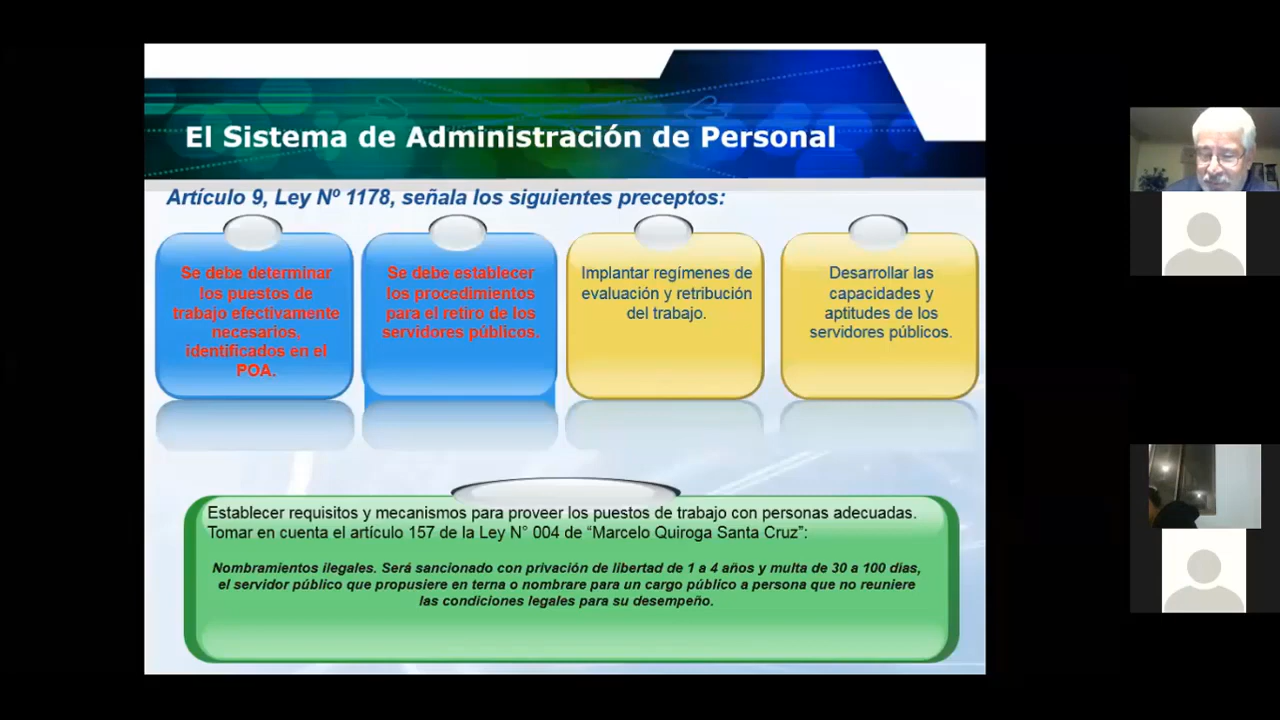 El Sistema de Administración de Personal
Artículo 9, Ley Nº 1178, señala los siguientes preceptos:
Se debe determinar
los puestos de
trabajo efectivamente
necesarios,
identificados en el
POA.
Se debe establecer
los procedimientos
para el retiro de los
servidores públicos.
Implantar regímenes de
evaluación y retribución
del trabajo.
Desarrollar las
capacidades y
aptitudes de los
servidores públicos.
Establecer requisitos y mecanismos para proveer los puestos de trabajo con personas adecuadas.
Tomar en cuenta el artículo 157 de la Ley N° 004 de “Marcelo Quiroga Santa Cruz”:
Nombramientos ilegales. Será sancionado con privación de libertad de 1 a 4 años y multa de 30 a 100 días,
el servidor público que propusiere en terna o nombrare para un cargo público a persona que no reuniere
las condiciones legales para su desempeño.